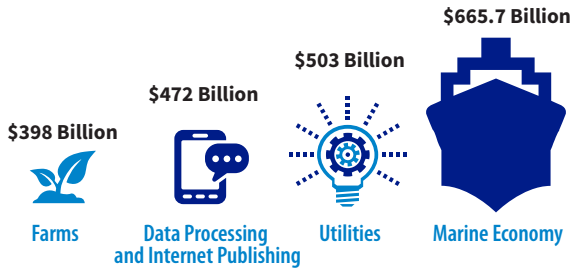 $665.7 Billion
$503 Billion
$472 Billion
$398 Billion
Farms
Data Processing
and Internet Publishing
Utilities
Marine Economy